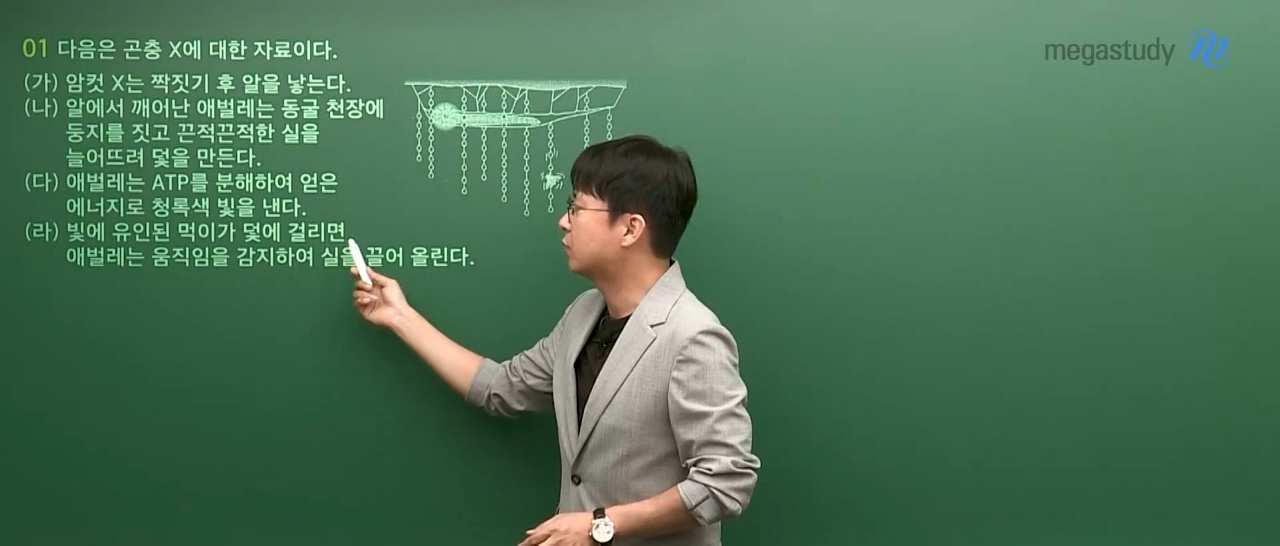 01 다음은 곤충 X에 대한 자료이다.
(가) 암컷 X는 짝짓기 후 알을 낳는다.
(나) 알에서 깨어난 애벌레는 동굴 천장에
둥지를 짓고 끈적끈적한 실을
늘어뜨려 덫을 만든다.
(다) 애벌레는 ATP를 분해하여 얻은
에너지로 청록색 빛을 낸다.
(라) 빛에 유인된 먹이가 덫에 걸리면
애벌레는 움직임을 감지하여 실을 끌어 올린다.
megastudy